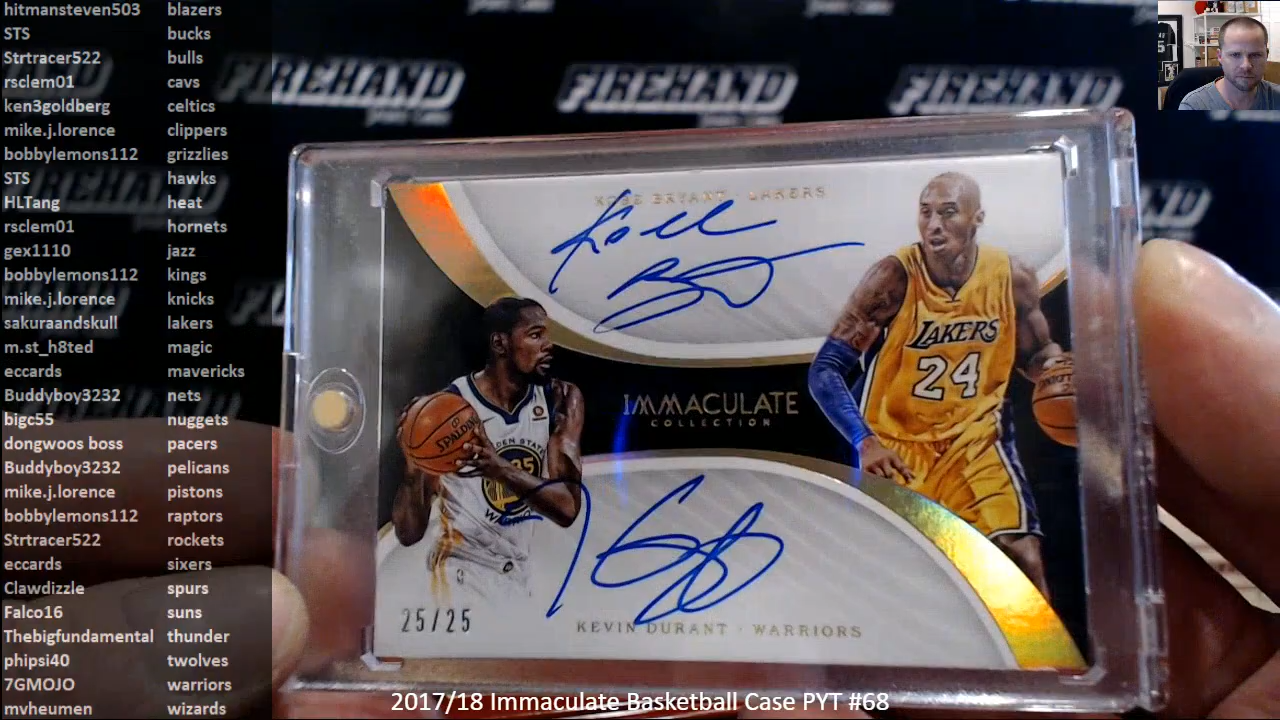 hitmansteven503 blazers
STS bucks
Strtracer522 bulls
rsclem01 cavs
ken3goldberg celtics
mike.j.lorence clippers
bobbylemons112 grizzlies
STS hawks
HLTang heat
rsclem01 hornets
gex1110 jazz
bobbylemons112 kings
mike.j.lorence knicks
sakuraandskull lakers
m.st_h8ted magic
eccards mavericks
Buddyboy3232 nets
bigc55 nuggets
dongwoos boss pacers
Buddyboy3232 pelicans
mike.j.lorence pistons
bobbylemons112 raptors
Strtracer522 rockets
eccards sixers
Clawdizzle spurs
Falco16 suns
Thebigfundamental thunder
phipsi40 twolves
7GMOJO warriors
mvheumen wizards
FIREHAND FIREHAND FIREHAND
KOBE BRYANT · LAKERS
LAKERS
24
IMMACULATE
COLLECTION
SPALDING
25/25
KEVIN DURANT · WARRIORS
2017/18 Immaculate Basketball Case PYT #68